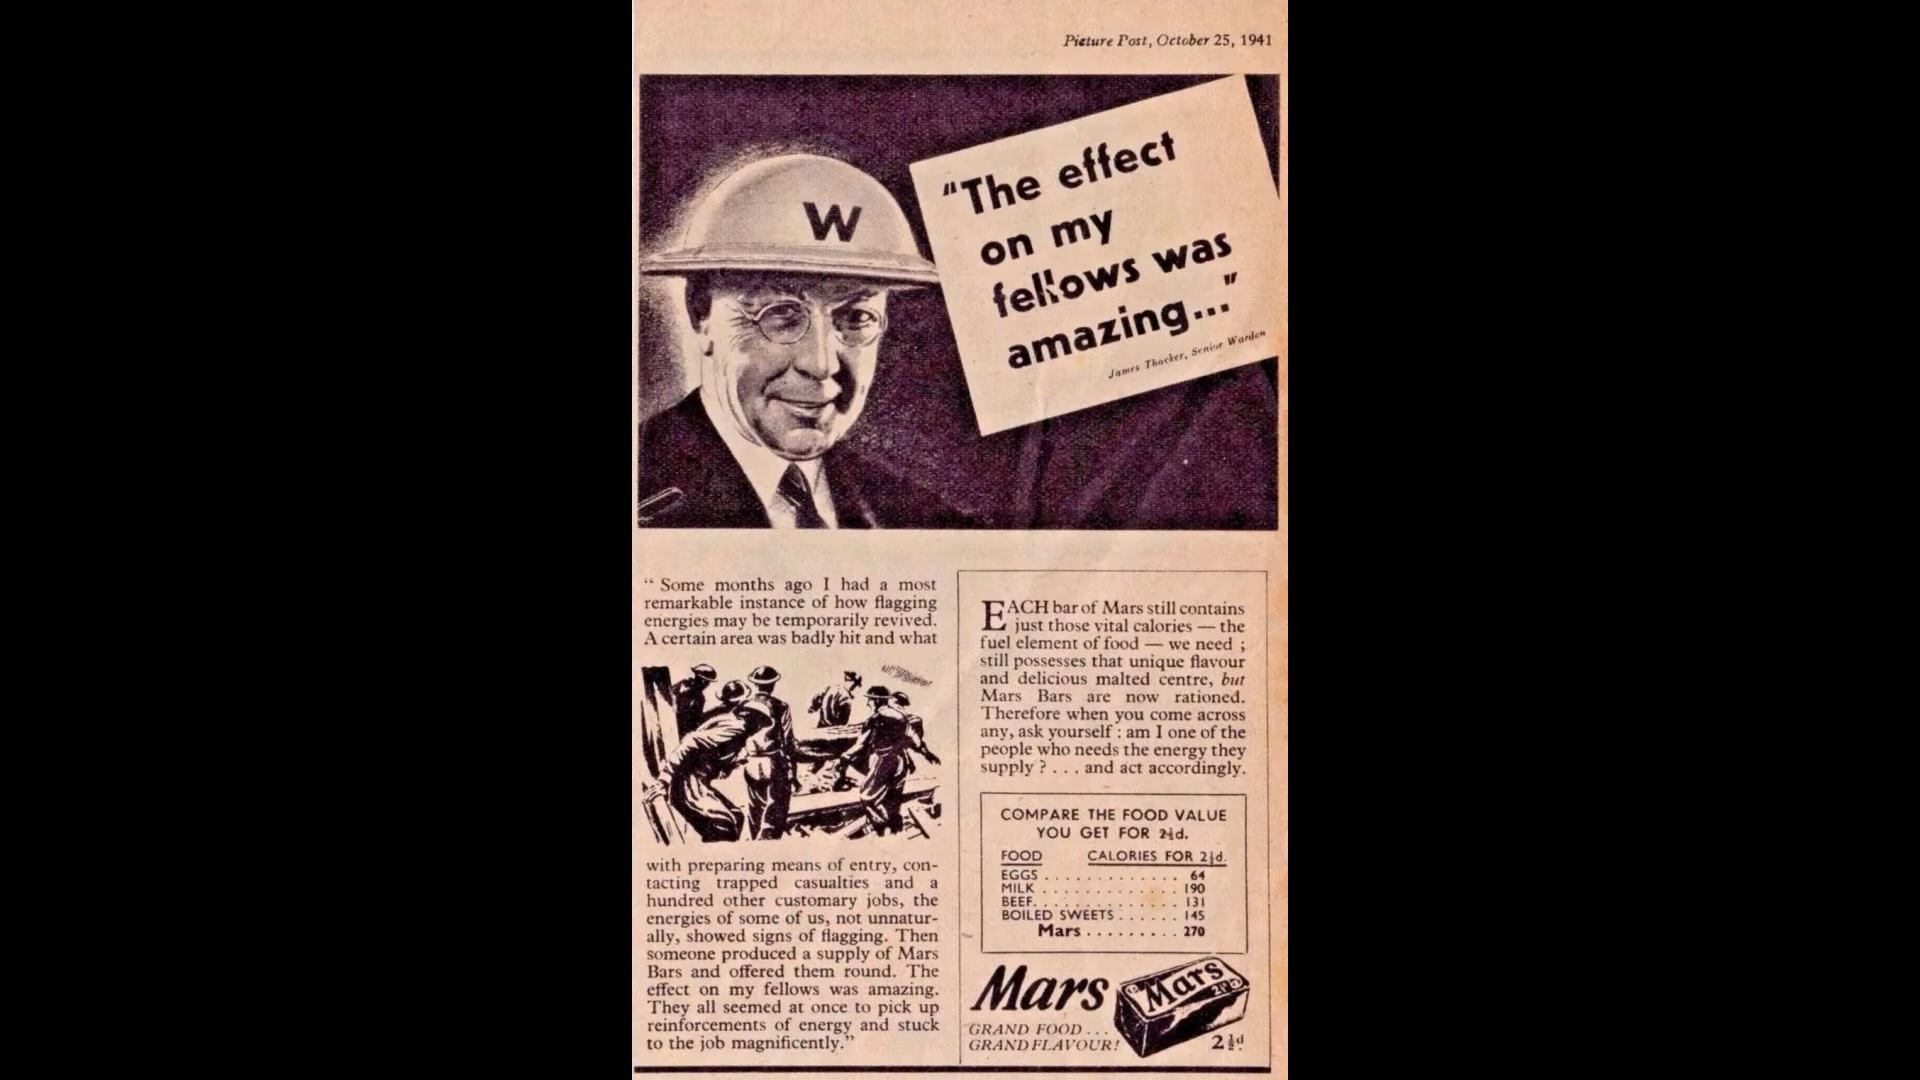 Picture Post, October 25, 1941
W
"The effect
on my
fellows was
amazing..."
James Thacker, Senior Warden
" Some months ago I had a most
remarkable instance of how flagging
energies may be temporarily revived.
A certain area was badly hit and what
with preparing means of entry, con-
tacting trapped casualties and a
hundred other customary jobs, the
energies of some of us, not unnatur-
ally, showed signs of flagging. Then
someone produced a supply of Mars
Bars and offered them round. The
effect on my fellows was amazing.
They all seemed at once to pick up
reinforcements of energy and stuck
to the job magnificently."
EACH bar of Mars still contains
just those vital calories — the
fuel element of food — we need ;
still possesses that unique flavour
and delicious malted centre, but
Mars Bars are now rationed.
Therefore when you come across
any, ask yourself : am I one of the
people who needs the energy they
supply ? . . . and act accordingly.
COMPARE THE FOOD VALUE
YOU GET FOR 2½d.
FOOD CALORIES FOR 2½d.
EGGS . . . . . . . . . . . . . 64
MILK . . . . . . . . . . . . . 190
BEEF. . . . . . . . . . . . . . 131
BOILED SWEETS . . . . . . 145
Mars . . . . . . . . . 270
Mars
Mars
GRAND FOOD . . .
GRAND FLAVOUR!
2½d.